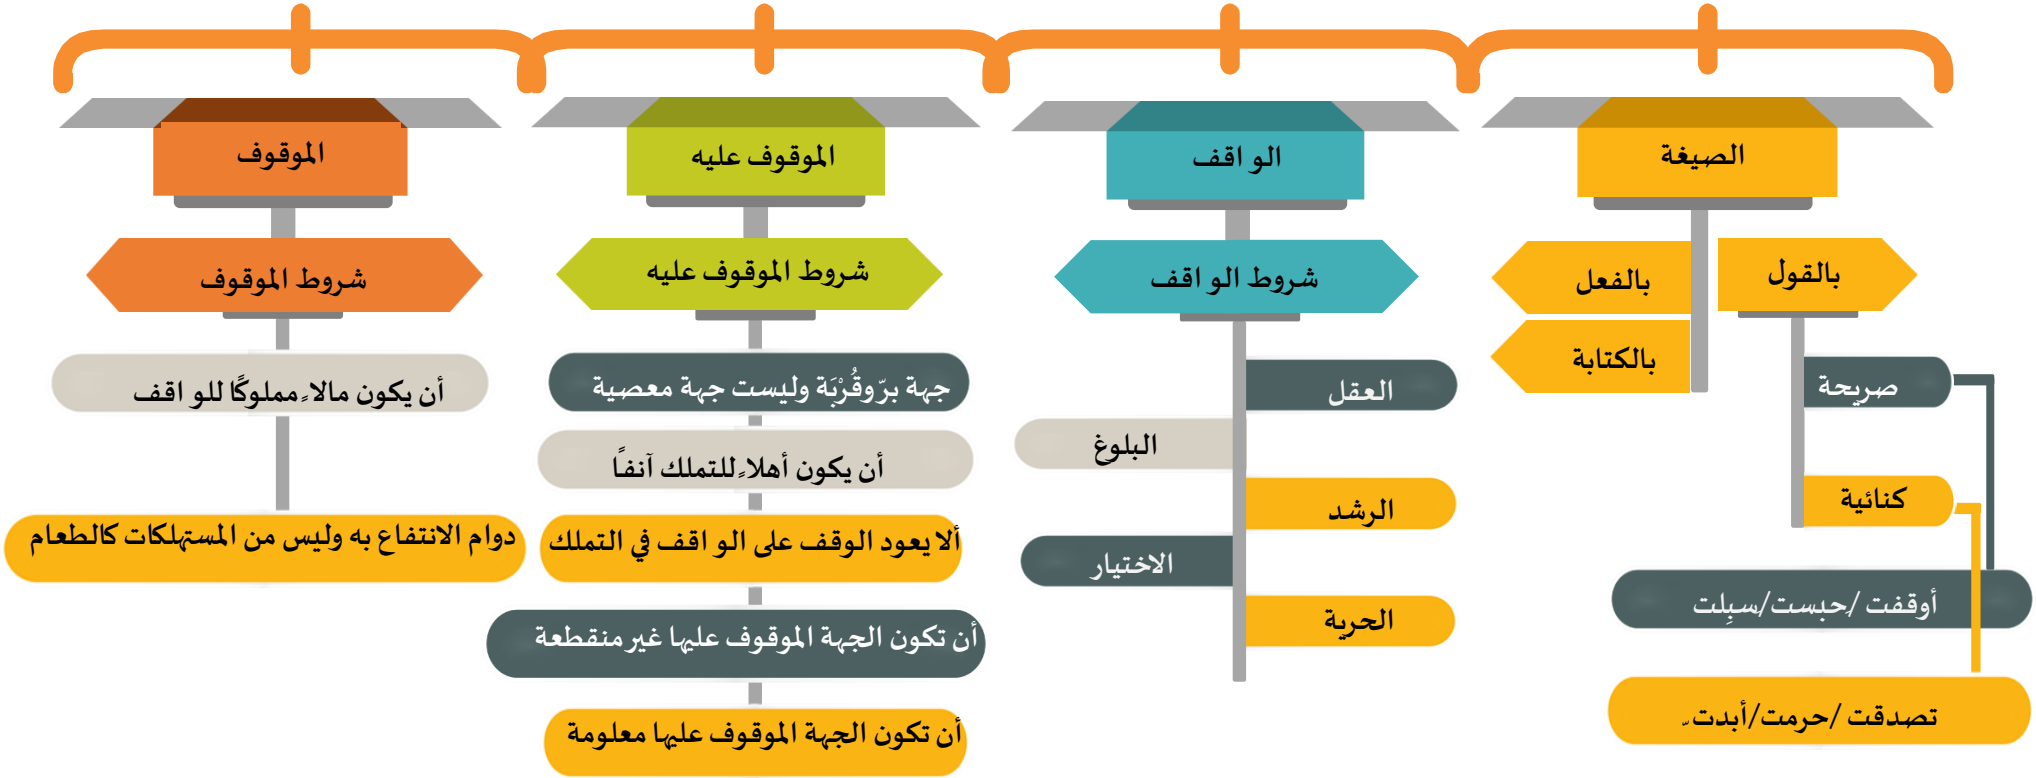 الصيغة
بالقول
بالفعل
بالكتابة
صريحة
كنائية
أوقفت /حبست/سبِلت
تصدقت /حرمت/أبدت
الواقف
شروط الواقف
العقل
البلوغ
الرشد
الاختيار
الحرية
الموقوف عليه
شروط الموقوف عليه
جهة برّ وقُرْبَة وليست جهة معصية
أن يكون أهلاً للتملك آنفًا
ألا يعود الوقف على الواقف في التملك
أن تكون الجهة الموقوف عليها غير منقطعة
أن تكون الجهة الموقوف عليها معلومة
الموقوف
شروط الموقوف
أن يكون مالاً مملوكًا للواقف
دوام الانتفاع به وليس من المستهلكات كالطعام